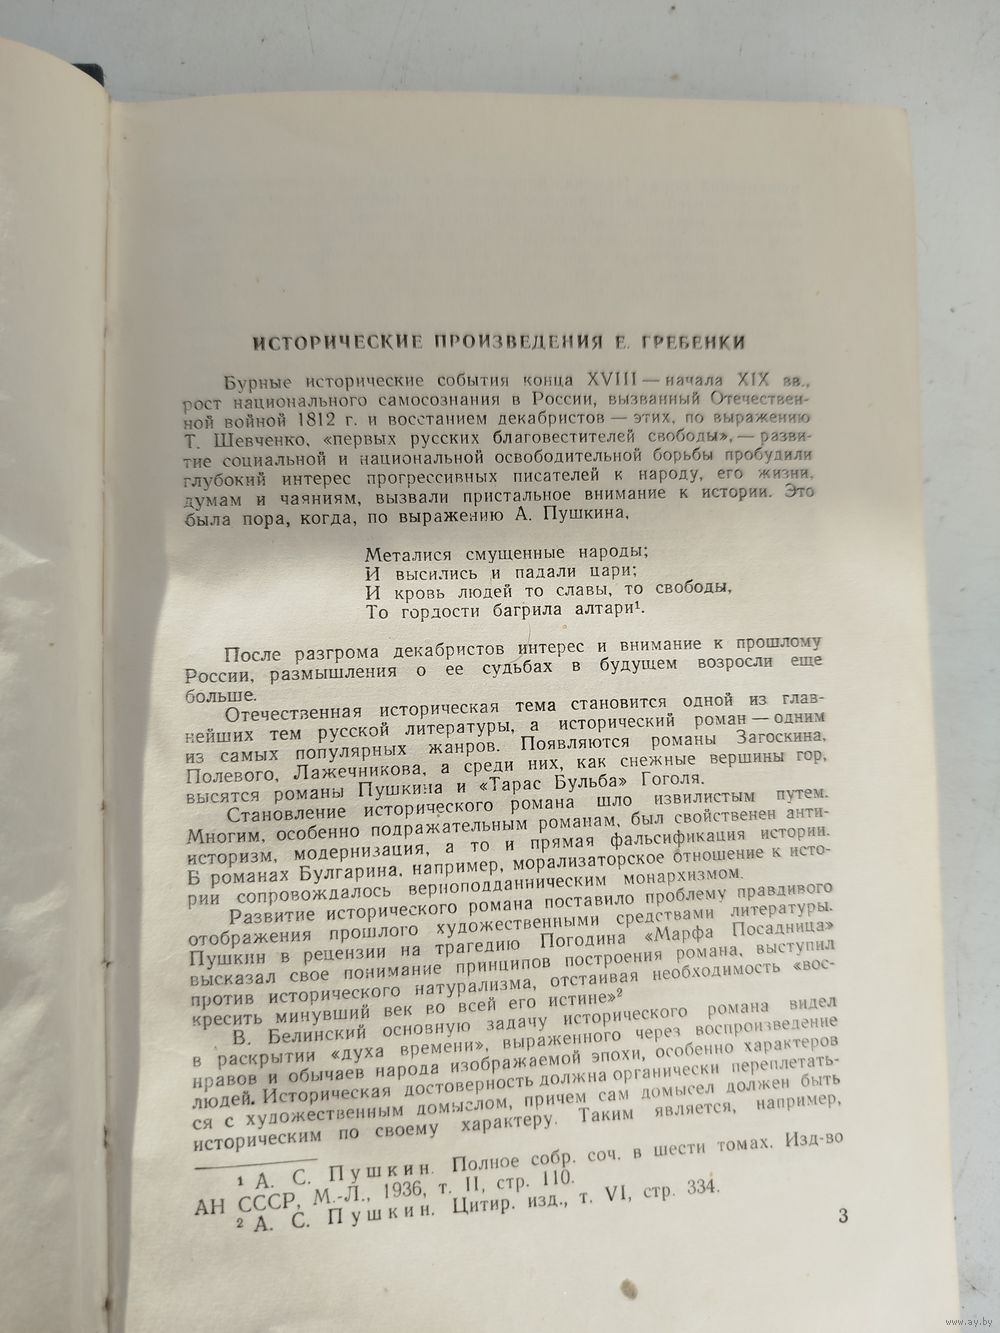 ИСТОРИЧЕСКИЕ ПРОИЗВЕДЕНИЯ Е. ГРЕБЕНКИ
Бурные исторические события конца XVIII — начала XIX вв.,
рост национального самосознания в России, вызванный Отечествен-
ной войной 1812 г. и восстанием декабристов — этих, по выражению
Т. Шевченко, «первых русских благовестителей свободы», — разви-
тие социальной и национальной освободительной борьбы пробудили
глубокий интерес прогрессивных писателей к народу, его жизни,
думам и чаяниям, вызвали пристальное внимание к истории. Это
была пора, когда, по выражению А. Пушкина,
Металися смущенные народы;
И высились и падали цари;
И кровь людей то славы, то свободы,
То гордости багрила алтари¹.
После разгрома декабристов интерес и внимание к прошлому
России, размышления о ее судьбах в будущем возросли еще
больше.
Отечественная историческая тема становится одной из глав-
нейших тем русской литературы, а исторический роман — одним
из самых популярных жанров. Появляются романы Загоскина,
Полевого, Лажечникова, а среди них, как снежные вершины гор,
высятся романы Пушкина и «Тарас Бульба» Гоголя.
Становление исторического романа шло извилистым путем.
Многим, особенно подражательным романам, был свойственен анти-
историзм, модернизация, а то и прямая фальсификация истории.
В романах Булгарина, например, морализаторское отношение к исто-
рии сопровождалось верноподданническим монархизмом.
Развитие исторического романа поставило проблему правдивого
отображения прошлого художественными средствами литературы.
Пушкин в рецензии на трагедию Погодина «Марфа Посадница»
высказал свое понимание принципов построения романа, выступил
против исторического натурализма, отстаивая необходимость «вос-
кресить минувший век во всей его истине»²
В. Белинский основную задачу исторического романа видел
в раскрытии «духа времени», выраженного через воспроизведение
нравов и обычаев народа изображаемой эпохи, особенно характеров
людей. Историческая достоверность должна органически переплетать-
ся с художественным домыслом, причем сам домысел должен быть
историческим по своему характеру. Таким является, например,
¹ А. С. Пушкин. Полное собр. соч. в шести томах. Изд-во
АН СССР, М.-Л., 1936, т. II, стр. 110.
² А. С. Пушкин. Цитир. изд., т. VI, стр. 334.
3
www.ay.by